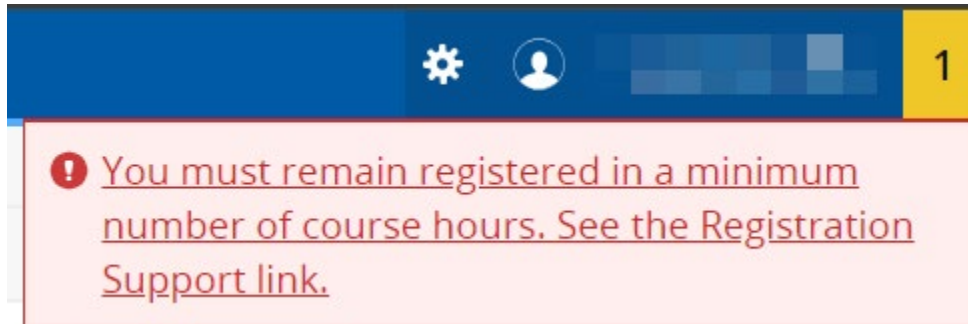 1
You must remain registered in a minimum
number of course hours. See the Registration
Support link.